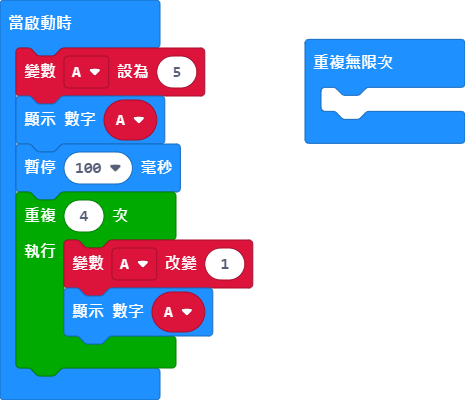 當啟動時
變數 A 設為 5
顯示 數字 A
暫停 100 毫秒
重複 4 次
執行
變數 A 改變 1
顯示 數字 A
重複無限次